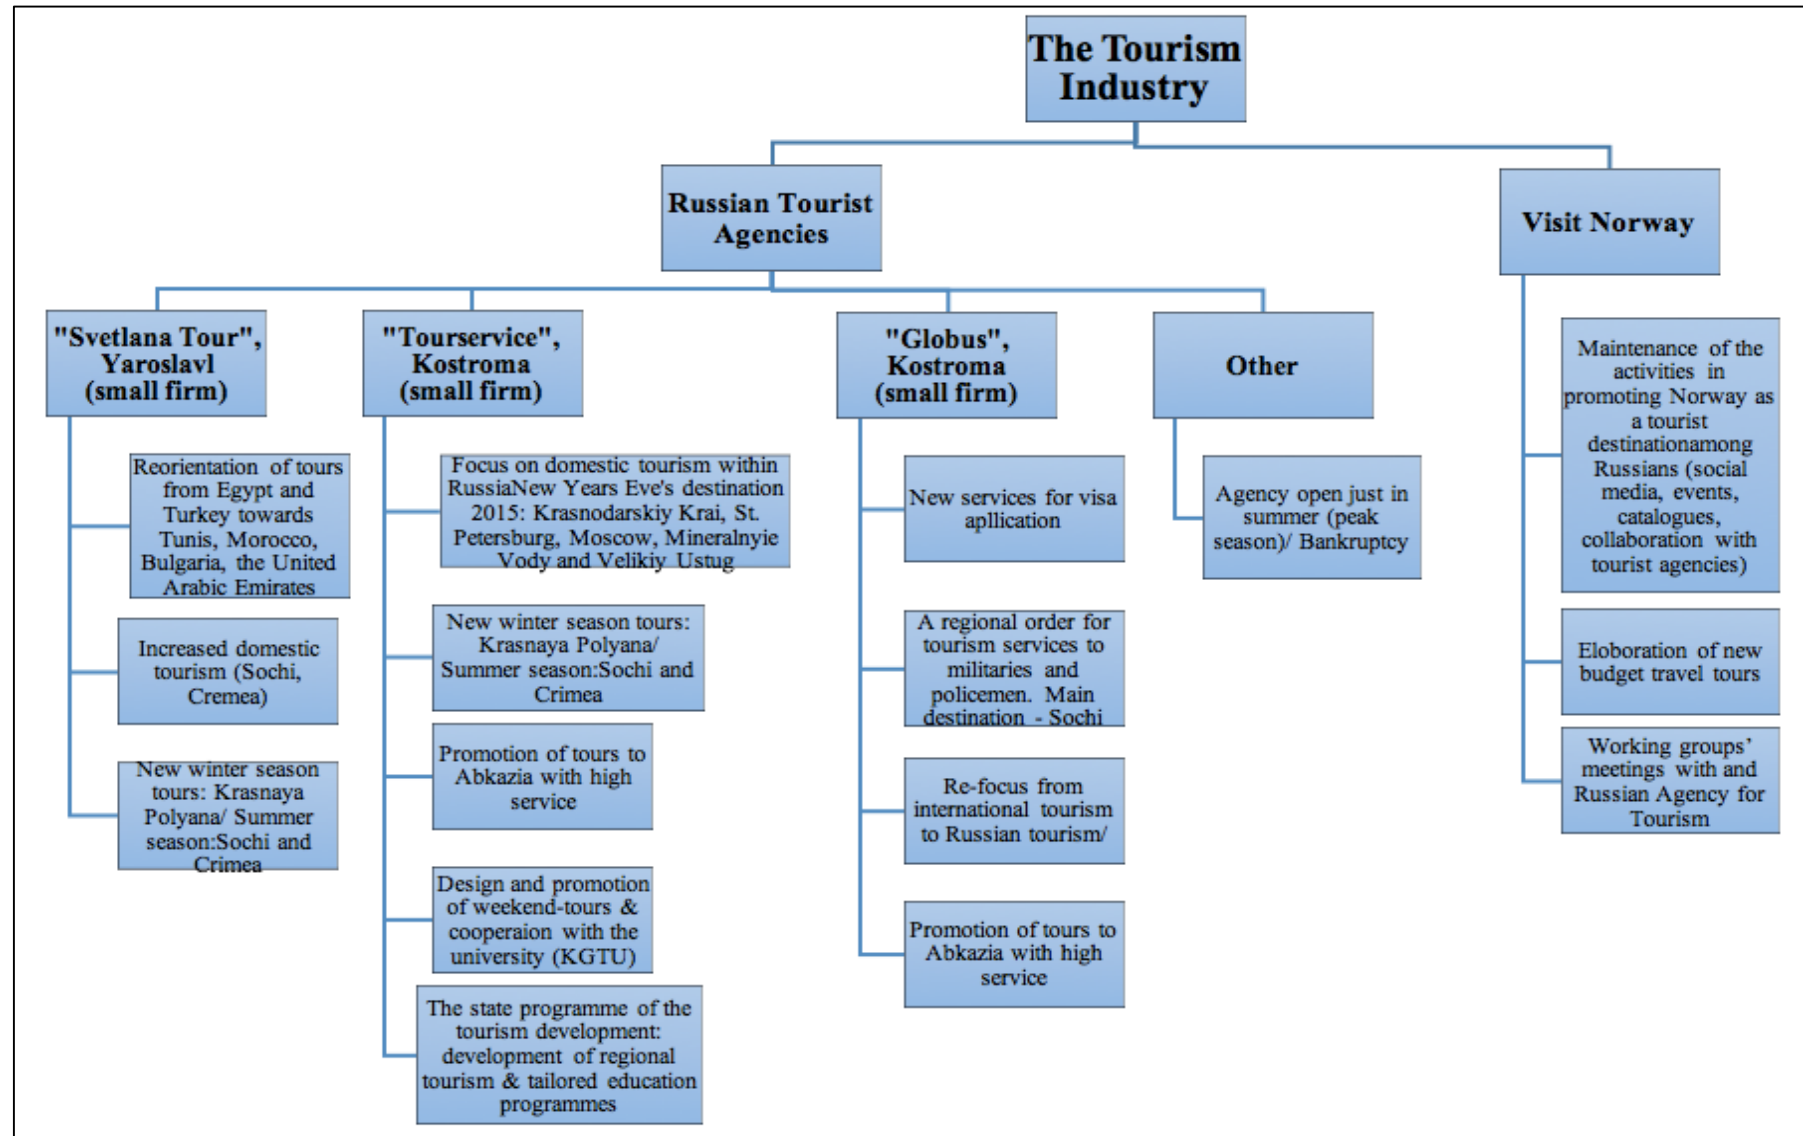 The Tourism
Industry
Russian Tourist
Agencies
Visit Norway
"Svetlana Tour",
Yaroslavl
(small firm)
Reorientation of tours
from Egypt and
Turkey towards
Tunis, Morocco,
Bulgaria, the United
Arabic Emirates
Increased domestic
tourism (Sochi,
Cremea)
New winter season
tours: Krasnaya
Polyana/ Summer
season:Sochi and
Crimea
"Tourservice",
Kostroma
(small firm)
Focus on domestic tourism within
RussiaNew Years Eve's destination
2015: Krasnodarskiy Krai, St.
Petersburg, Moscow, Mineralnyie
Vody and Velikiy Ustug
New winter season tours:
Krasnaya Polyana/
Summer season:Sochi and
Crimea
Promotion of tours to
Abkazia with high
service
Design and promotion
of weekend-tours &
cooperaion with the
university (KGTU)
The state programme of the
tourism development:
development of regional
tourism & tailored education
programmes
"Globus",
Kostroma
(small firm)
New services for visa
apllication
A regional order for
tourism services to
militaries and
policemen. Main
destination - Sochi
Re-focus from
international tourism
to Russian tourism/
Promotion of tours to
Abkazia with high
service
Other
Agency open just in
summer (peak
season)/ Bankruptcy
Maintenance of the
activities in
promoting Norway as
a tourist
destinationamong
Russians (social
media, events,
catalogues,
collaboration with
tourist agencies)
Eloboration of new
budget travel tours
Working groups’
meetings with and
Russian Agency for
Tourism